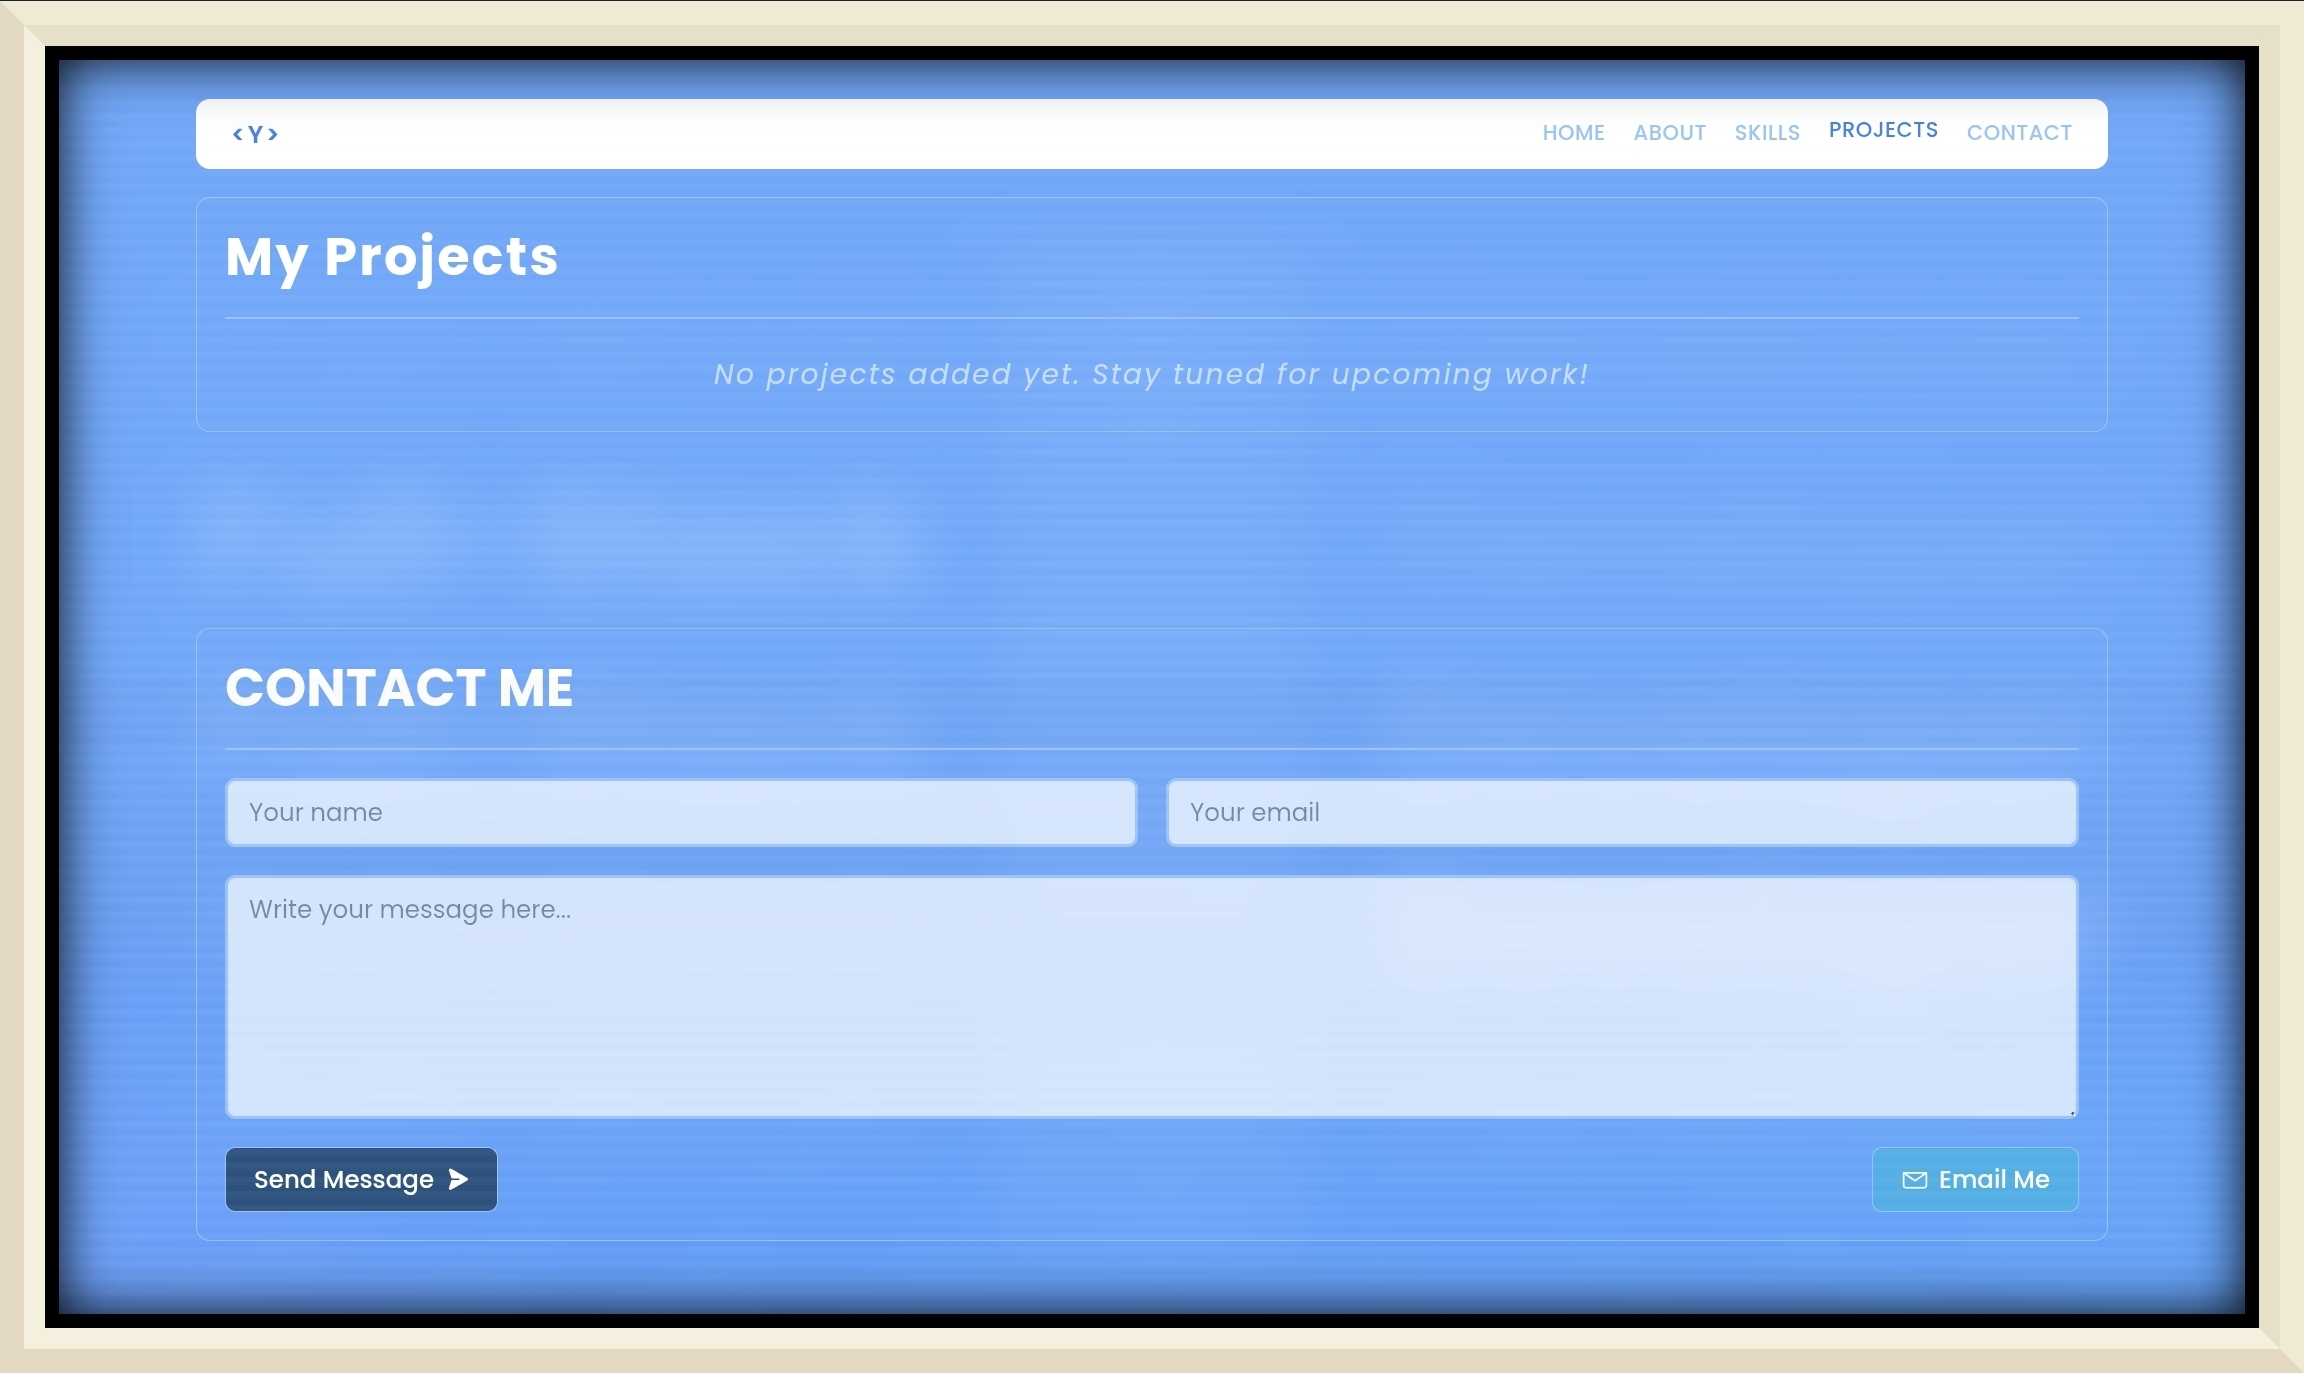 <Y>
HOME ABOUT SKILLS PROJECTS CONTACT
My Projects
No projects added yet. Stay tuned for upcoming work!
CONTACT ME
Your name
Your email
Write your message here...
Send Message
Email Me